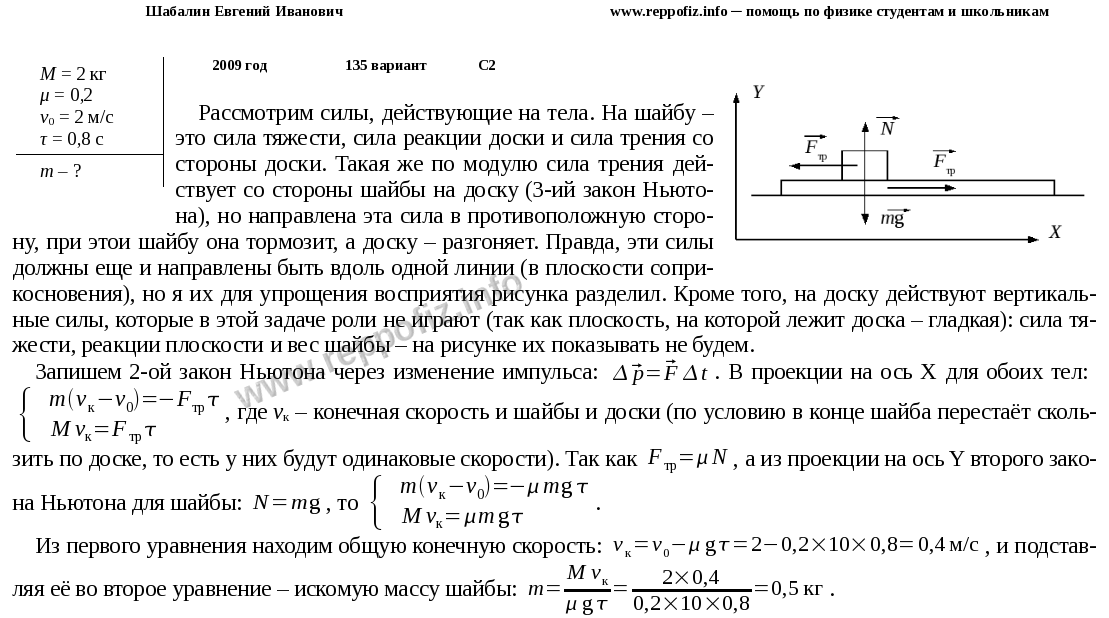 Шабалин Евгений Иванович
www.reppofiz.info — помощь по физике студентам и школьникам
2009 год 135 вариант С2
M = 2 кг
μ = 0,2
v₀ = 2 м/с
τ = 0,8 с
m – ?
Рассмотрим силы, действующие на тела. На шайбу –
это сила тяжести, сила реакции доски и сила трения со
стороны доски. Такая же по модулю сила трения дей-
ствует со стороны шайбы на доску (3-ий закон Ньюто-
на), но направлена эта сила в противоположную сторо-
ну, при этои шайбу она тормозит, а доску – разгоняет. Правда, эти силы
должны еще и направлены быть вдоль одной линии (в плоскости сопри-
Y
N
Fтр
Fтр
mg
X
косновения), но я их для упрощения восприятия рисунка разделил. Кроме того, на доску действуют вертикаль-
ные силы, которые в этой задаче роли не играют (так как плоскость, на которой лежит доска – гладкая): сила тя-
жести, реакции плоскости и вес шайбы – на рисунке их показывать не будем.
Запишем 2-ой закон Ньютона через изменение импульса: Δp⃗=F⃗ Δt . В проекции на ось X для обоих тел:
{ m(vк−v₀)=−Fтр τ
M vк=Fтр τ , где vк – конечная скорость и шайбы и доски (по условию в конце шайба перестаёт сколь-
зить по доске, то есть у них будут одинаковые скорости). Так как Fтр=μN , а из проекции на ось Y второго зако-
на Ньютона для шайбы: N=mg , то { m(vк−v₀)=−μmgτ
M vк=μmgτ .
Из первого уравнения находим общую конечную скорость: vк=v₀−μgτ=2−0,2×10×0,8=0,4 м/с , и подстав-
ляя её во второе уравнение – искомую массу шайбы: m=M vк/μgτ=2×0,4/0,2×10×0,8=0,5 кг .
www.reppofiz.info